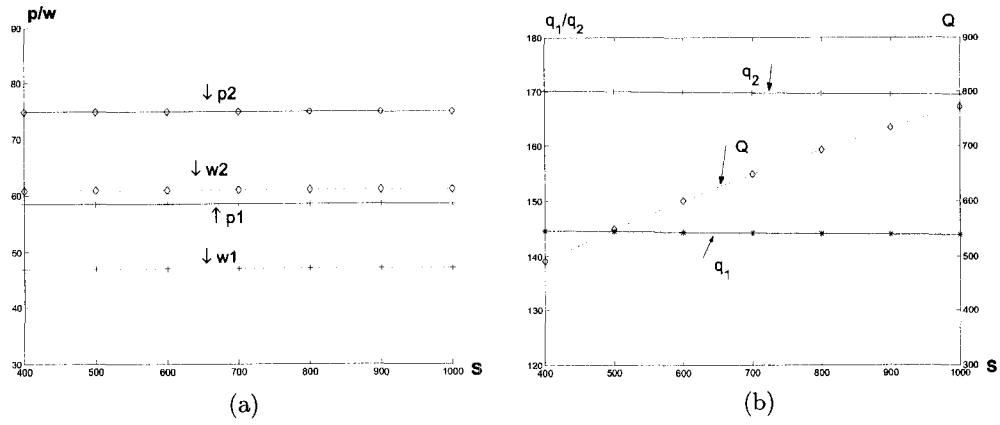 p/w
90
80
↓ p2
70
↓ w2
60
↑ p1
50
↓ w1
40
30
400 500 600 700 800 900 1000 S
(a)
q1/q2 Q
180 900
q2
170 800
160 Q 700
150 600
q1
140 500
130 400
120 300
400 500 600 700 800 900 1000 S
(b)